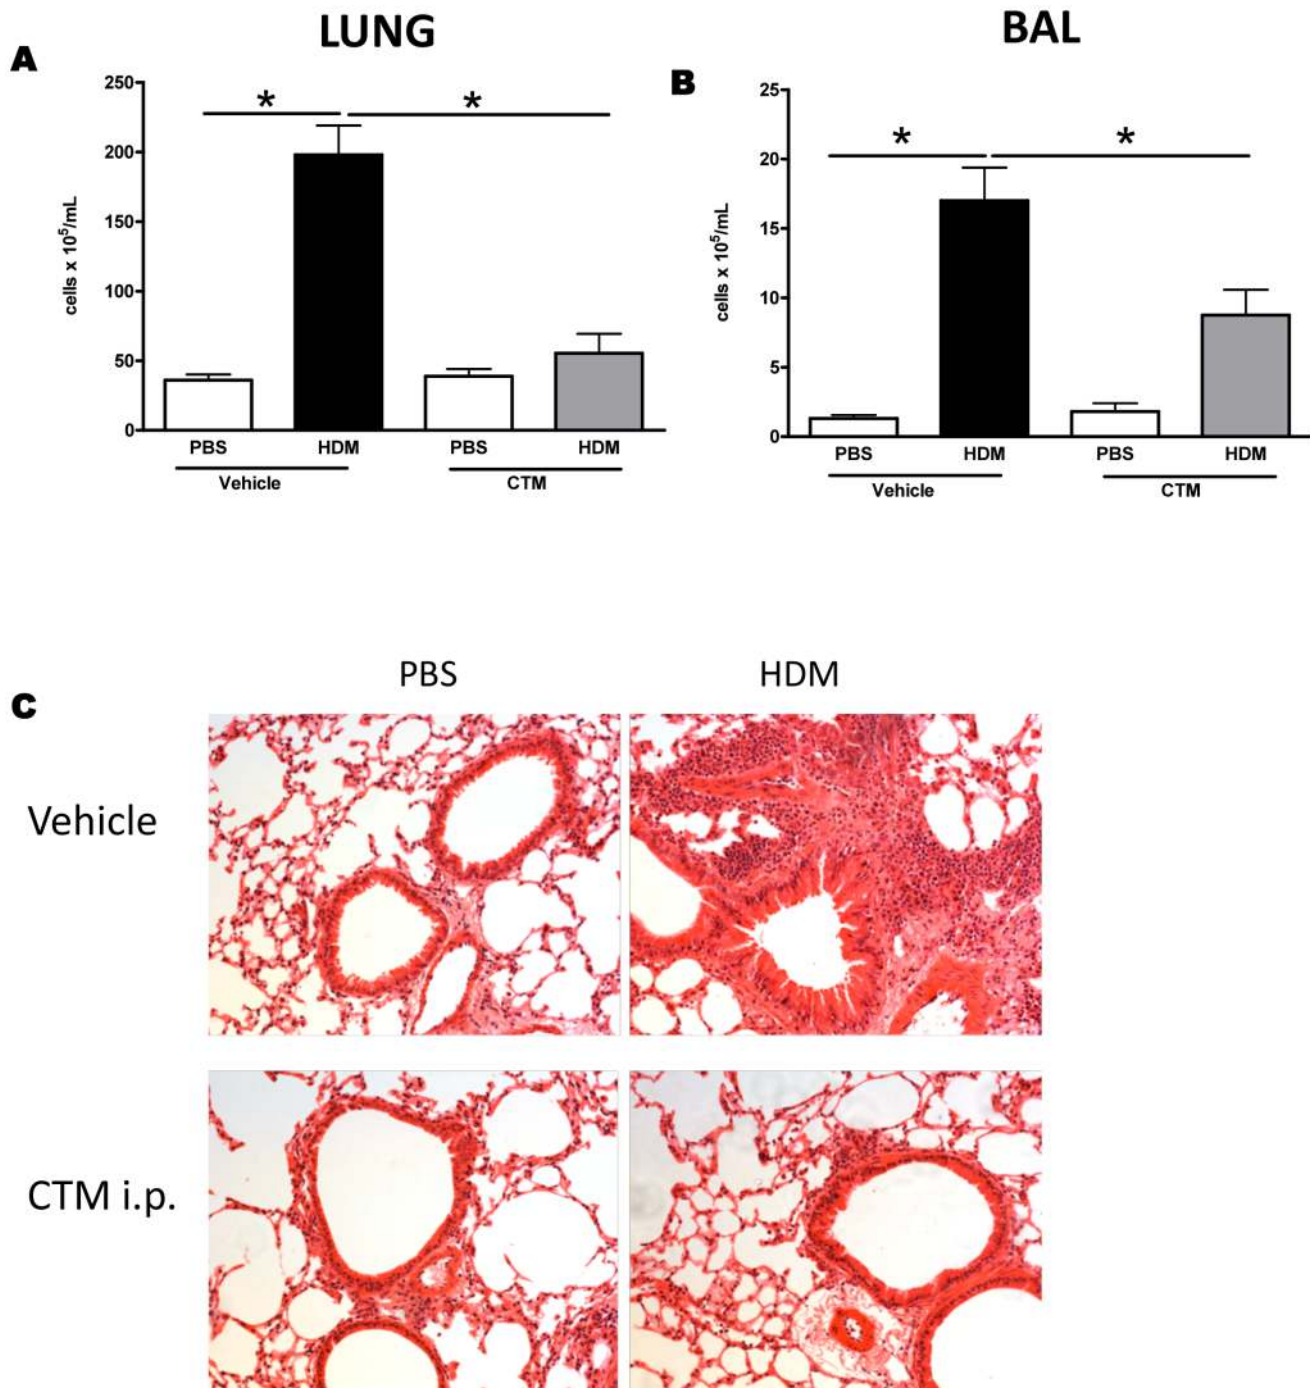 LUNG
A
250
200
150
100
50
0
cells x 10⁵/mL
*
*
PBS
HDM
PBS
HDM
Vehicle
CTM
BAL
B
25
20
15
10
5
0
cells x 10⁵/mL
*
*
PBS
HDM
PBS
HDM
Vehicle
CTM
C
PBS
HDM
Vehicle
CTM i.p.